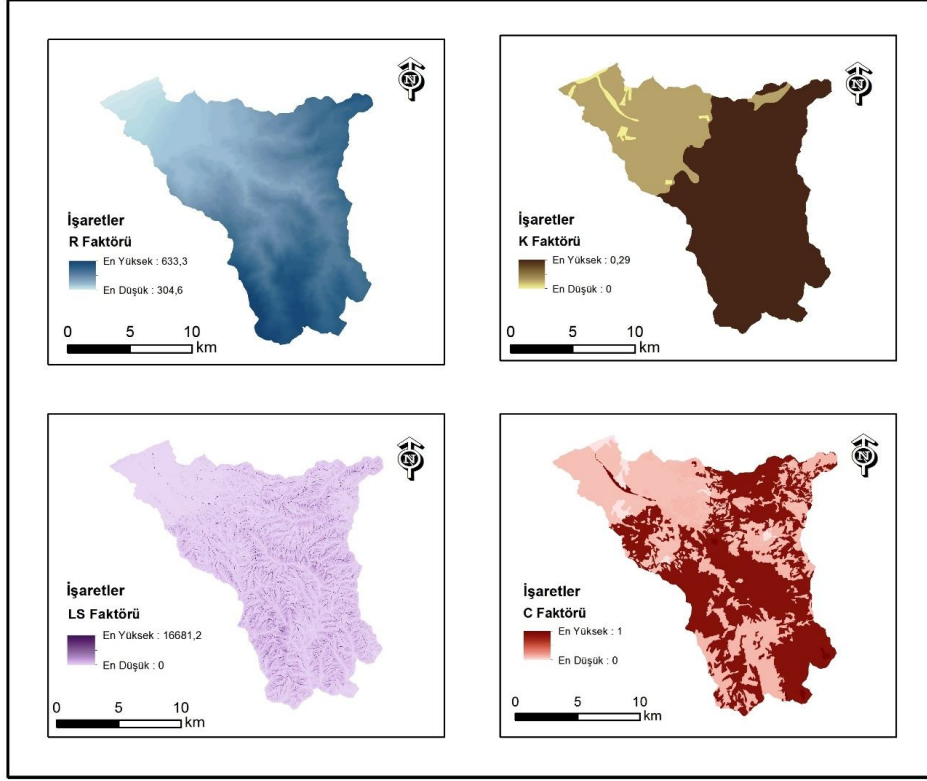 N
İşaretler
R Faktörü
En Yüksek : 633,3
En Düşük : 304,6
0 5 10
km
N
İşaretler
K Faktörü
En Yüksek : 0,29
En Düşük : 0
0 5 10
km
N
İşaretler
LS Faktörü
En Yüksek : 16681,2
En Düşük : 0
0 5 10
km
N
İşaretler
C Faktörü
En Yüksek : 1
En Düşük : 0
0 5 10
km